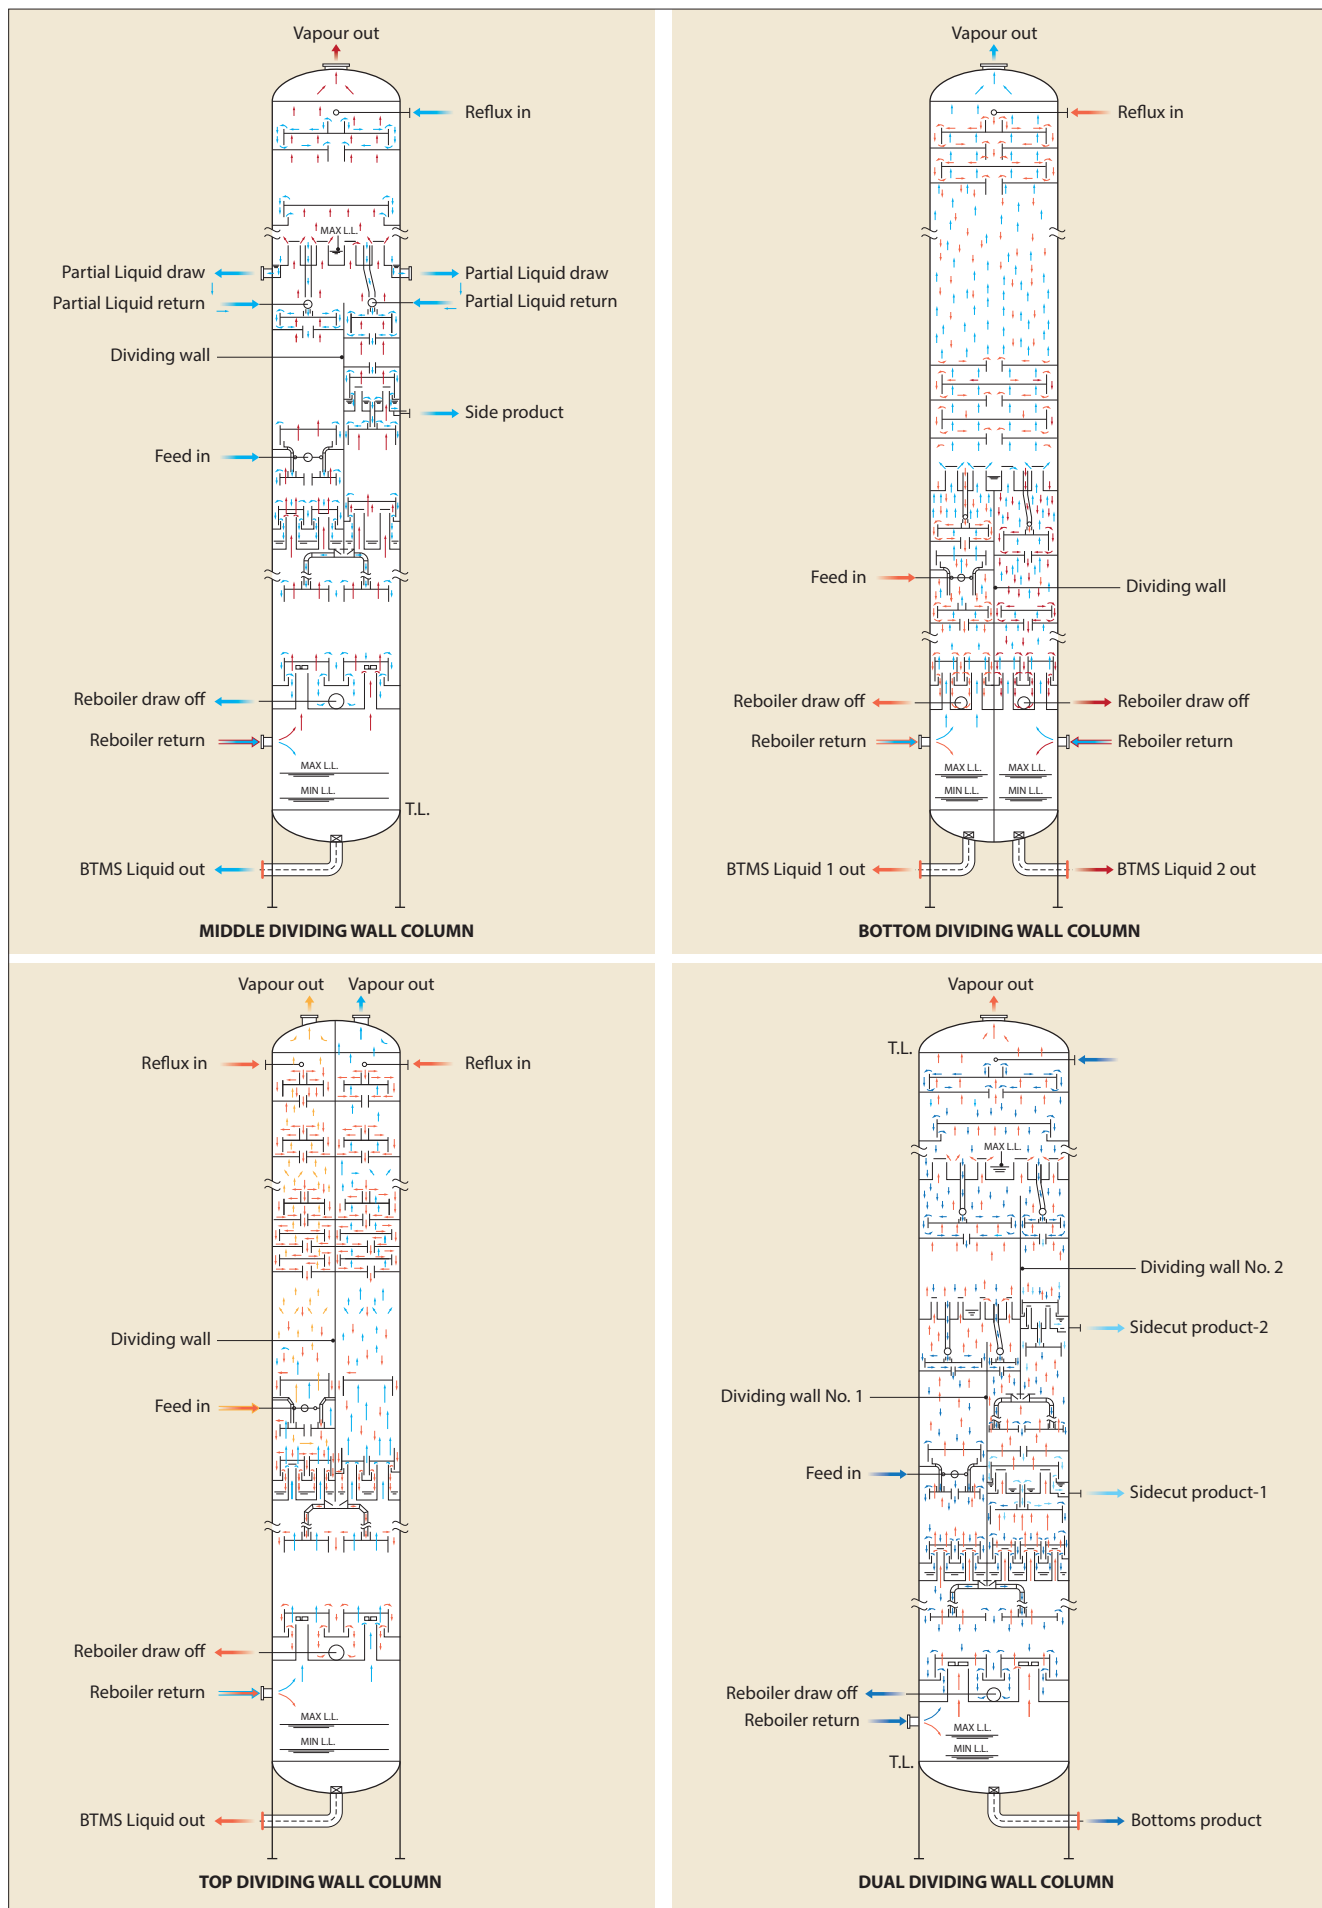 Vapour out
Reflux in
MAX L.L.
Partial Liquid draw
Partial Liquid draw
Partial Liquid return
Partial Liquid return
Dividing wall
Side product
Feed in
Reboiler draw off
Reboiler return
MAX L.L.
MIN L.L.
T.L.
BTMS Liquid out
MIDDLE DIVIDING WALL COLUMN
Vapour out
Reflux in
Feed in
Dividing wall
Reboiler draw off
Reboiler draw off
Reboiler return
Reboiler return
MAX L.L.
MAX L.L.
MIN L.L.
MIN L.L.
BTMS Liquid 1 out
BTMS Liquid 2 out
BOTTOM DIVIDING WALL COLUMN
Vapour out
Vapour out
Reflux in
Reflux in
Dividing wall
Feed in
Reboiler draw off
Reboiler return
MAX L.L.
MIN L.L.
BTMS Liquid out
TOP DIVIDING WALL COLUMN
Vapour out
T.L.
MAX L.L.
Dividing wall No. 2
Sidecut product-2
Dividing wall No. 1
Feed in
Sidecut product-1
Reboiler draw off
Reboiler return
MAX L.L.
MIN L.L.
T.L.
Bottoms product
DUAL DIVIDING WALL COLUMN